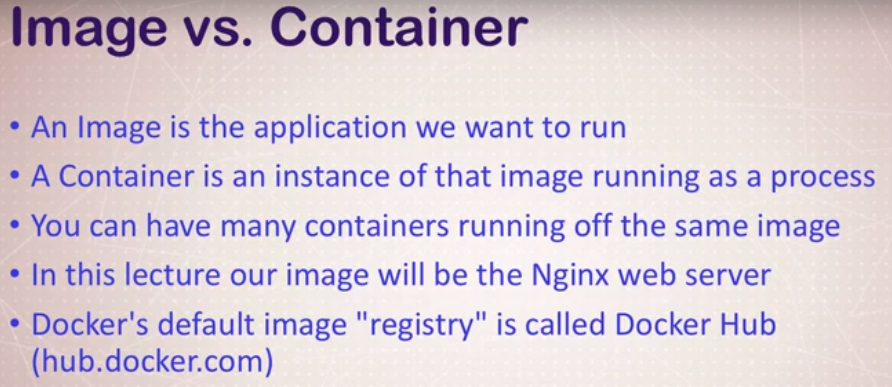 Image vs. Container
• An Image is the application we want to run
• A Container is an instance of that image running as a process
• You can have many containers running off the same image
• In this lecture our image will be the Nginx web server
• Docker's default image "registry" is called Docker Hub
(hub.docker.com)